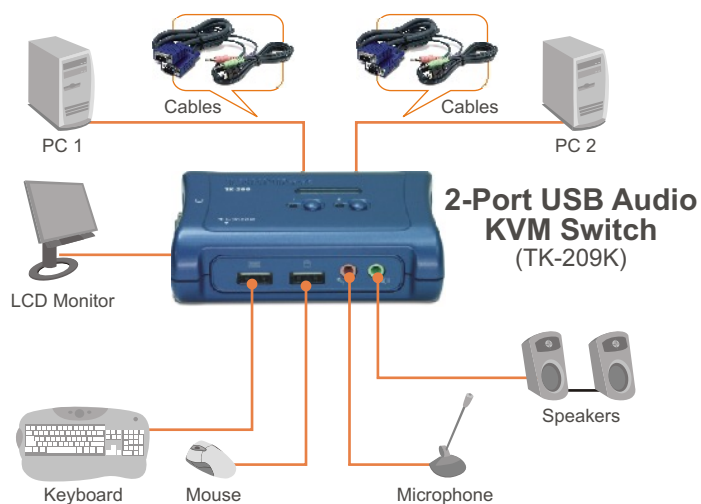 Cables
Cables
PC 1
PC 2
2-Port USB Audio
KVM Switch
(TK-209K)
LCD Monitor
Speakers
Keyboard
Mouse
Microphone